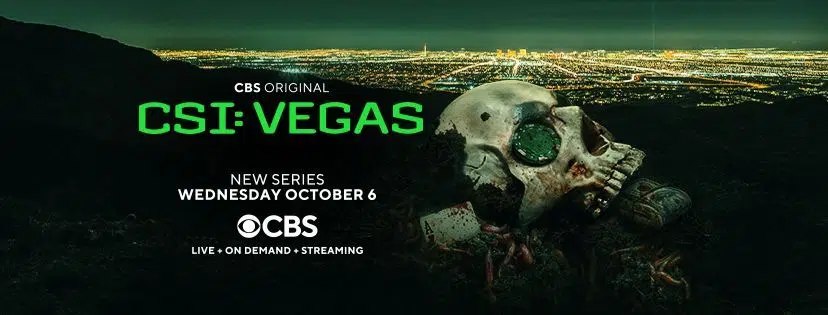 CBS ORIGINAL
CSI: VEGAS
NEW SERIES
WEDNESDAY OCTOBER 6
CBS
LIVE + ON DEMAND + STREAMING
A